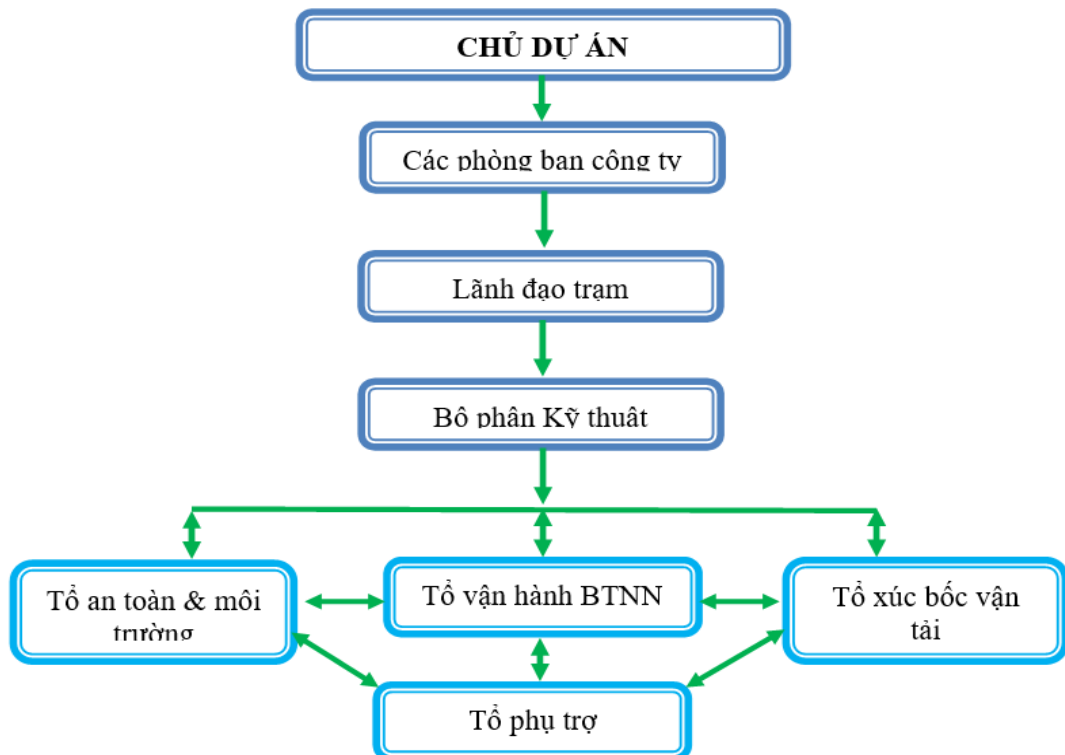 CHỦ DỰ ÁN
Các phòng ban công ty
Lãnh đạo trạm
Bộ phận Kỹ thuật
Tổ an toàn & môi
trường
Tổ vận hành BTNN
Tổ xúc bốc vận
tải
Tổ phụ trợ